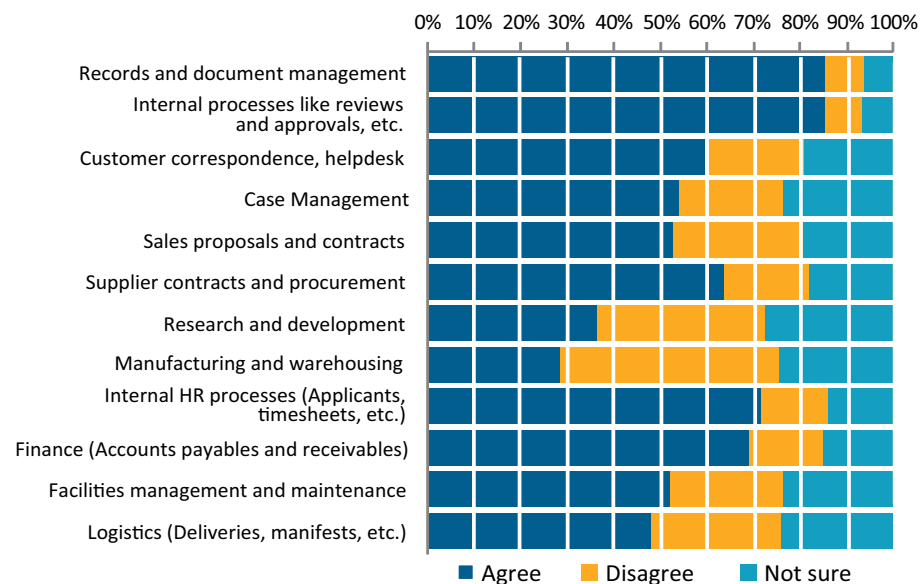 0% 10% 20% 30% 40% 50% 60% 70% 80% 90% 100%
Records and document management
Internal processes like reviews
and approvals, etc.
Customer correspondence, helpdesk
Case Management
Sales proposals and contracts
Supplier contracts and procurement
Research and development
Manufacturing and warehousing
Internal HR processes (Applicants,
timesheets, etc.)
Finance (Accounts payables and receivables)
Facilities management and maintenance
Logistics (Deliveries, manifests, etc.)
Agree Disagree Not sure